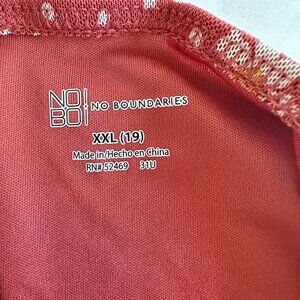 NO
BO! NO BOUNDARIES
XXL (19)
Made in/Hecho en China
RN# 52469 31U